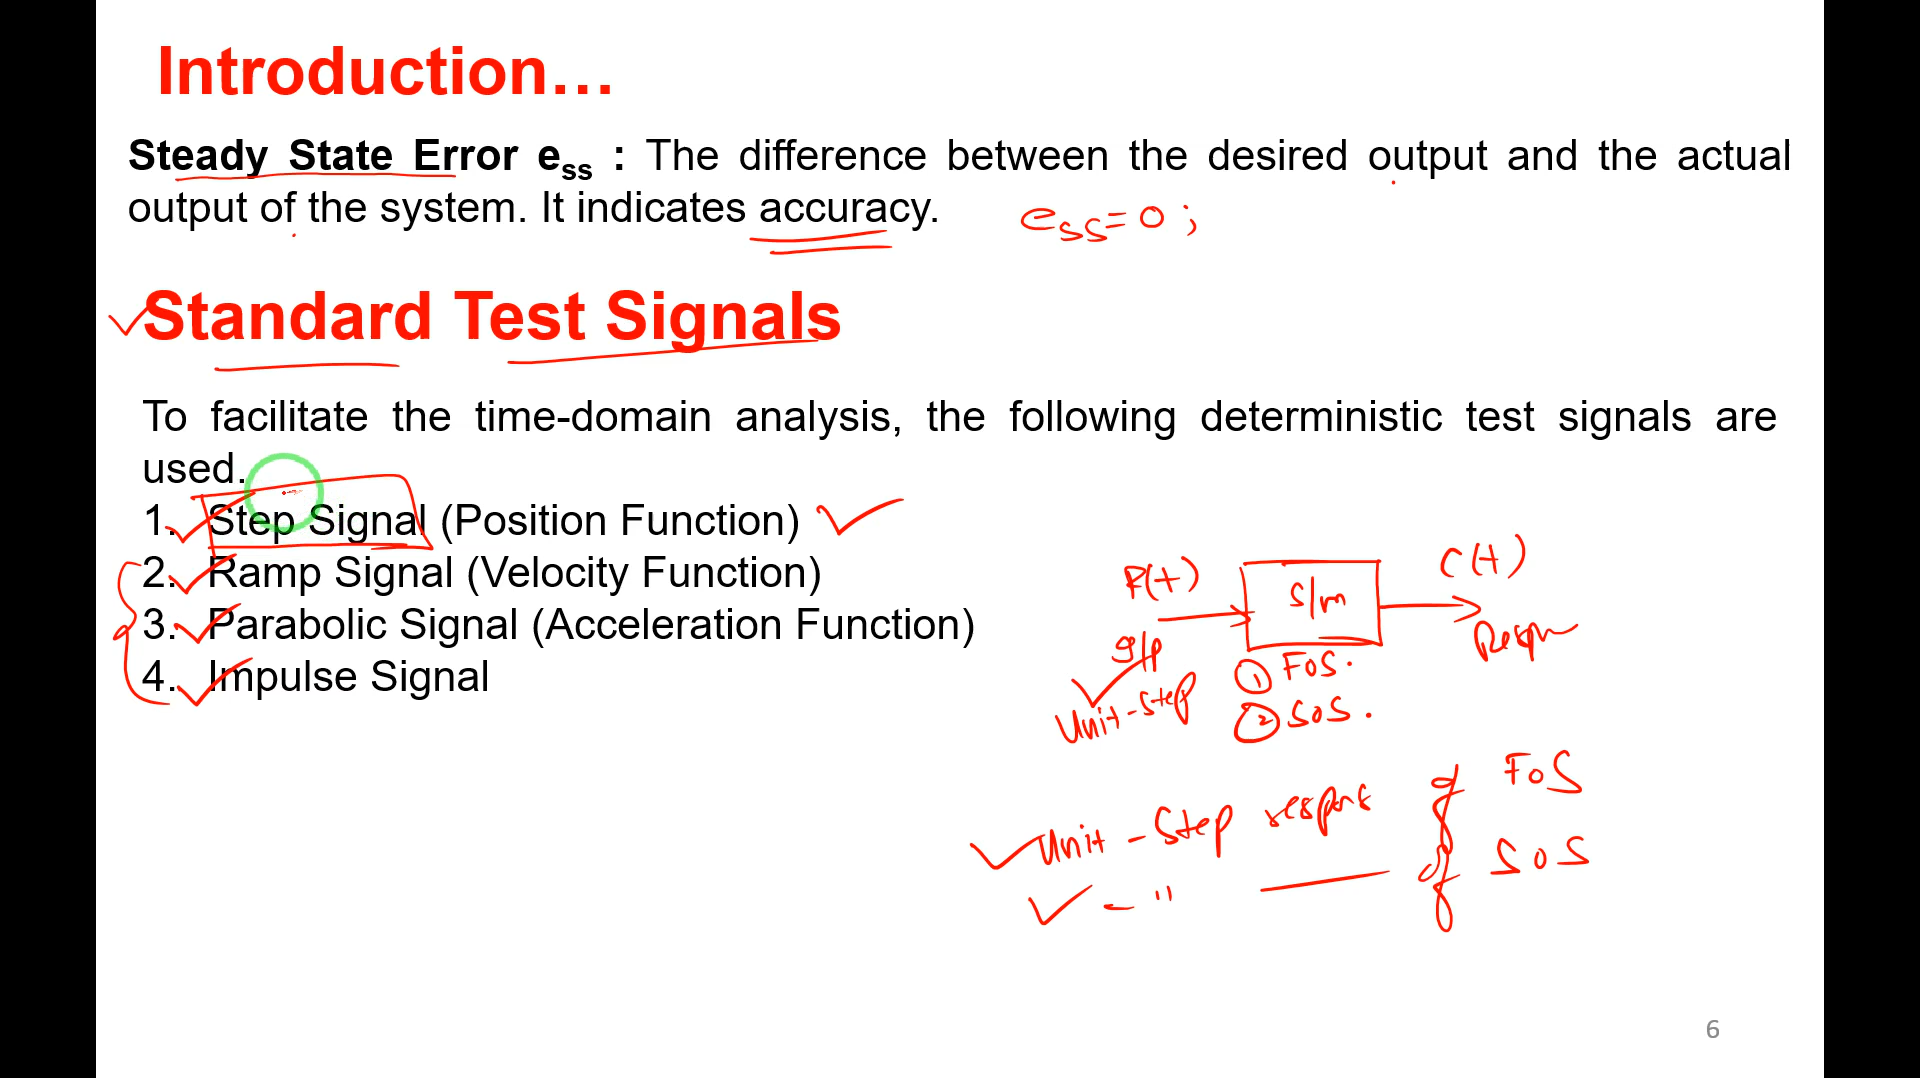 Introduction…
Steady State Error ess : The difference between the desired output and the actual
output of the system. It indicates accuracy.
ess = 0 ;
Standard Test Signals
To facilitate the time-domain analysis, the following deterministic test signals are
used.
1. Step Signal (Position Function)
2. Ramp Signal (Velocity Function)
3. Parabolic Signal (Acceleration Function)
4. Impulse Signal
R(t)
S/m
C(t)
I/p
Unit-Step
① FOS.
② SOS.
Unit-Step response of FOS
- " of SOS
6